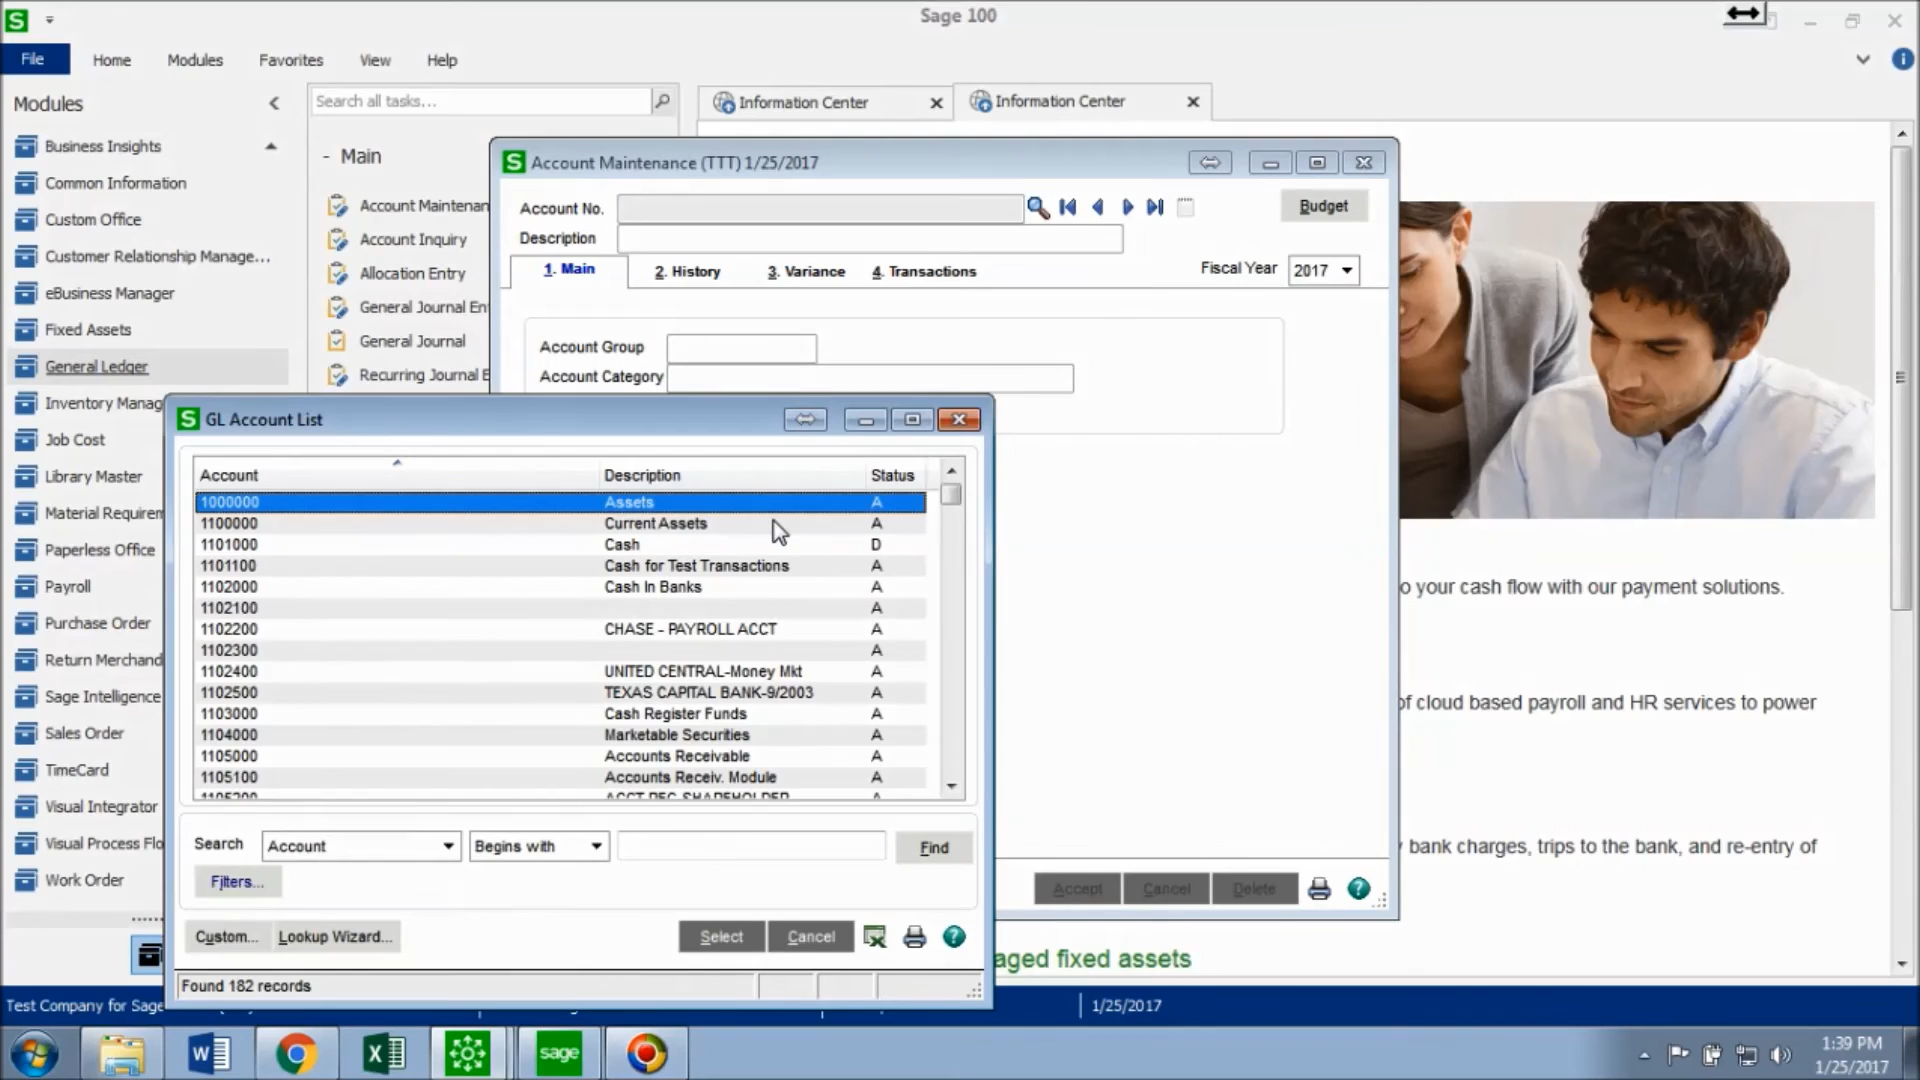 Sage 100
File
Home
Modules
Favorites
View
Help
Modules
Business Insights
Common Information
Custom Office
Customer Relationship Manage...
eBusiness Manager
Fixed Assets
General Ledger
Inventory Manag
Job Cost
Library Master
Material Requirem
Paperless Office
Payroll
Purchase Order
Return Merchand
Sage Intelligence
Sales Order
TimeCard
Visual Integrator
Visual Process Flo
Work Order
Search all tasks...
- Main
Account Maintenan
Account Inquiry
Allocation Entry
General Journal En
General Journal
Recurring Journal E
Information Center
Information Center
Account Maintenance (TTT) 1/25/2017
Account No.
Budget
Description
1. Main
2. History
3. Variance
4. Transactions
Fiscal Year
2017
Account Group
Account Category
Accept
Cancel
Delete
GL Account List
Account Description Status
1000000 Assets A
1100000 Current Assets A
1101000 Cash D
1101100 Cash for Test Transactions A
1102000 Cash In Banks A
1102100 A
1102200 CHASE - PAYROLL ACCT A
1102300 A
1102400 UNITED CENTRAL-Money Mkt A
1102500 TEXAS CAPITAL BANK-9/2003 A
1103000 Cash Register Funds A
1104000 Marketable Securities A
1105000 Accounts Receivable A
1105100 Accounts Receiv. Module A
1105200 ACCT REC-SHAREHOLDER A
Search
Account
Begins with
Find
Filters...
Custom...
Lookup Wizard...
Select
Cancel
Found 182 records
o your cash flow with our payment solutions.
of cloud based payroll and HR services to power
bank charges, trips to the bank, and re-entry of
aged fixed assets
Test Company for Sage
1/25/2017
sage
1:39 PM
1/25/2017